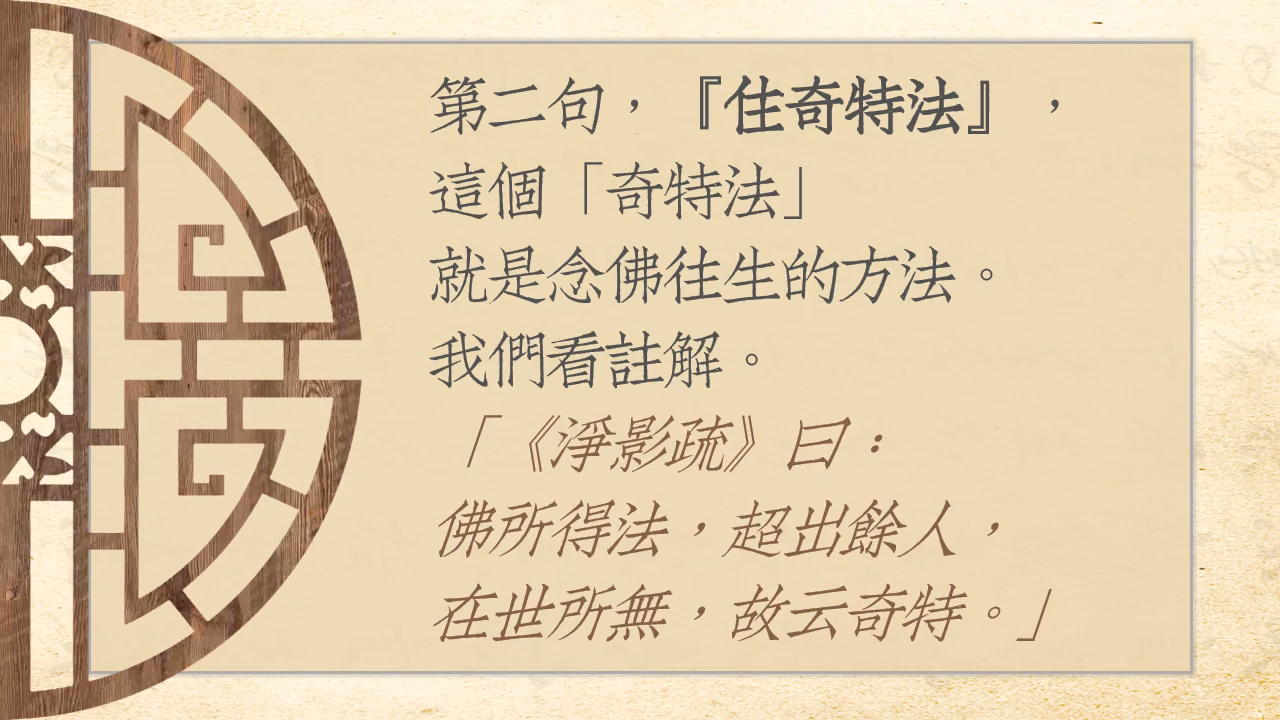 第二句，『住奇特法』，
這個「奇特法」
就是念佛往生的方法。
我們看註解。
「《淨影疏》曰：
佛所得法，超出餘人，
在世所無，故云奇特。」